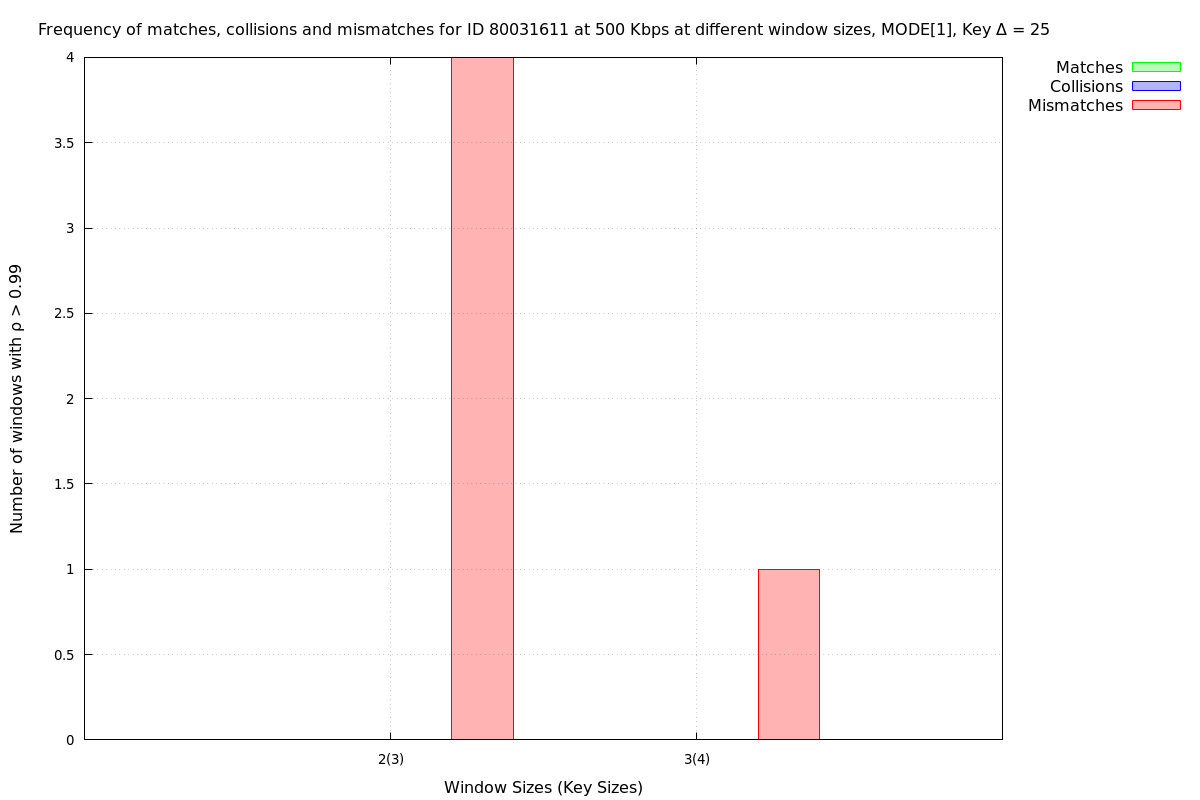 Frequency of matches, collisions and mismatches for ID 80031611 at 500 Kbps at different window sizes, MODE[1], Key Δ = 25
Matches
Collisions
Mismatches
Number of windows with ρ > 0.99
4
3.5
3
2.5
2
1.5
1
0.5
0
2(3)
3(4)
Window Sizes (Key Sizes)